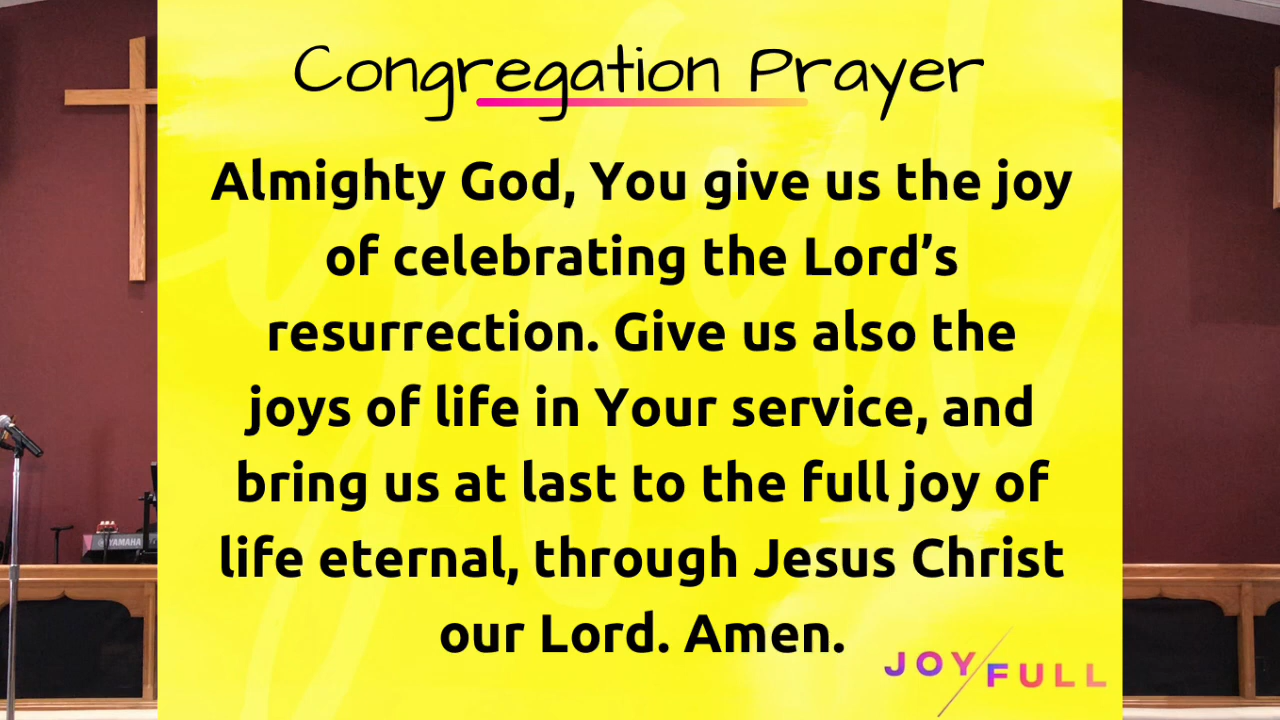 Congregation Prayer
Almighty God, You give us the joy
of celebrating the Lord’s
resurrection. Give us also the
joys of life in Your service, and
bring us at last to the full joy of
life eternal, through Jesus Christ
our Lord. Amen.
JOY/FULL
YAMAHA